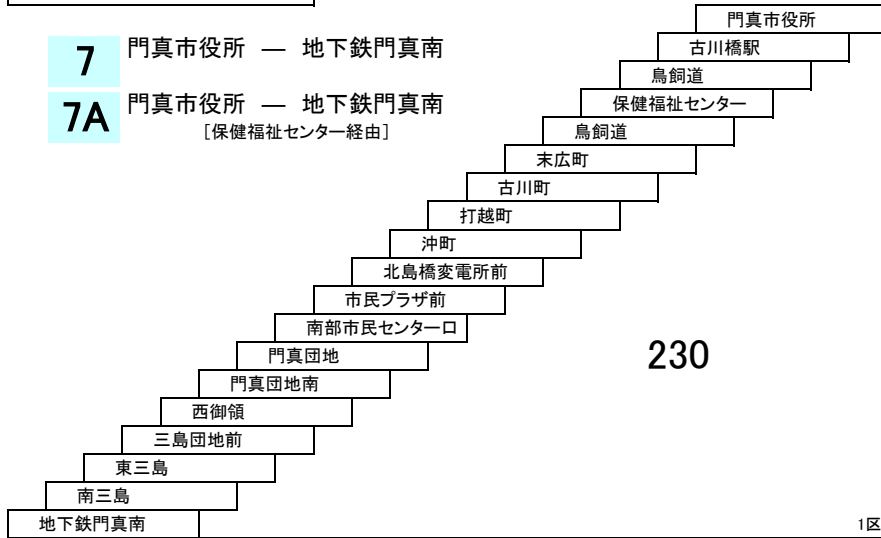 7 門真市役所 ― 地下鉄門真南
7A 門真市役所 ― 地下鉄門真南
[保健福祉センター経由]
門真市役所
古川橋駅
鳥飼道
保健福祉センター
鳥飼道
末広町
古川町
打越町
沖町
北島橋変電所前
市民プラザ前
南部市民センター口
門真団地
230
門真団地南
西御領
三島団地前
東三島
南三島
地下鉄門真南
1区